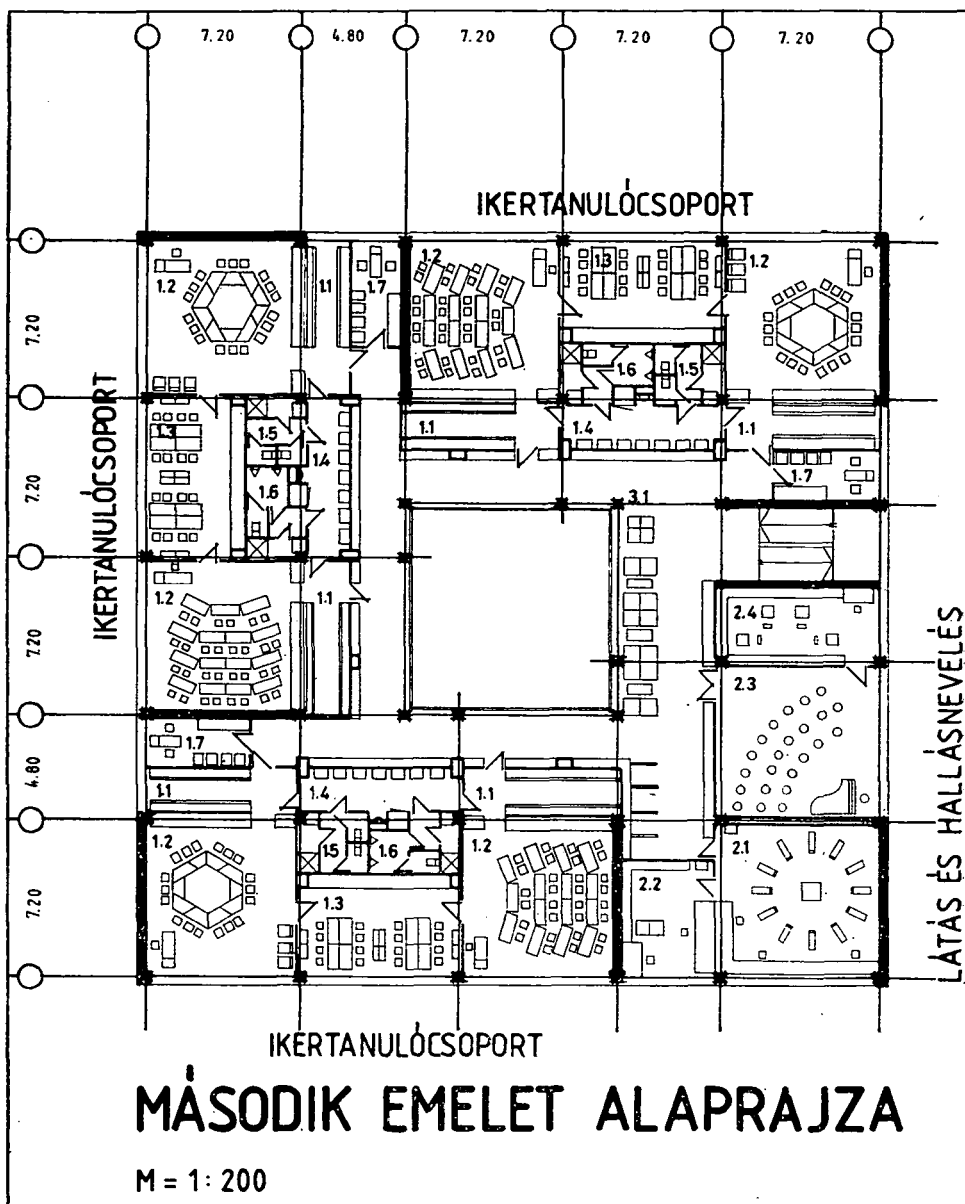 7.20 4.80 7.20 7.20 7.20
IKERTANULÓCSOPORT
7.20
1.2 1.1 1.7 1.2 1.3 1.2
1.6 1.5
IKERTANULÓCSOPORT
1.3 1.5 1.4 1.1 1.4 1.1
7.20
1.6 1.7
3.1
7.20
1.2 1.1 2.4
2.3
4.80
1.7
1.1 1.4 1.1
7.20
1.2 1.5 1.6 1.2 2.1
2.2
1.3
LÁTÁS ÉS HALLÁSNEVELÉS
IKERTANULÓCSOPORT
MÁSODIK EMELET ALAPRAJZA
M = 1: 200